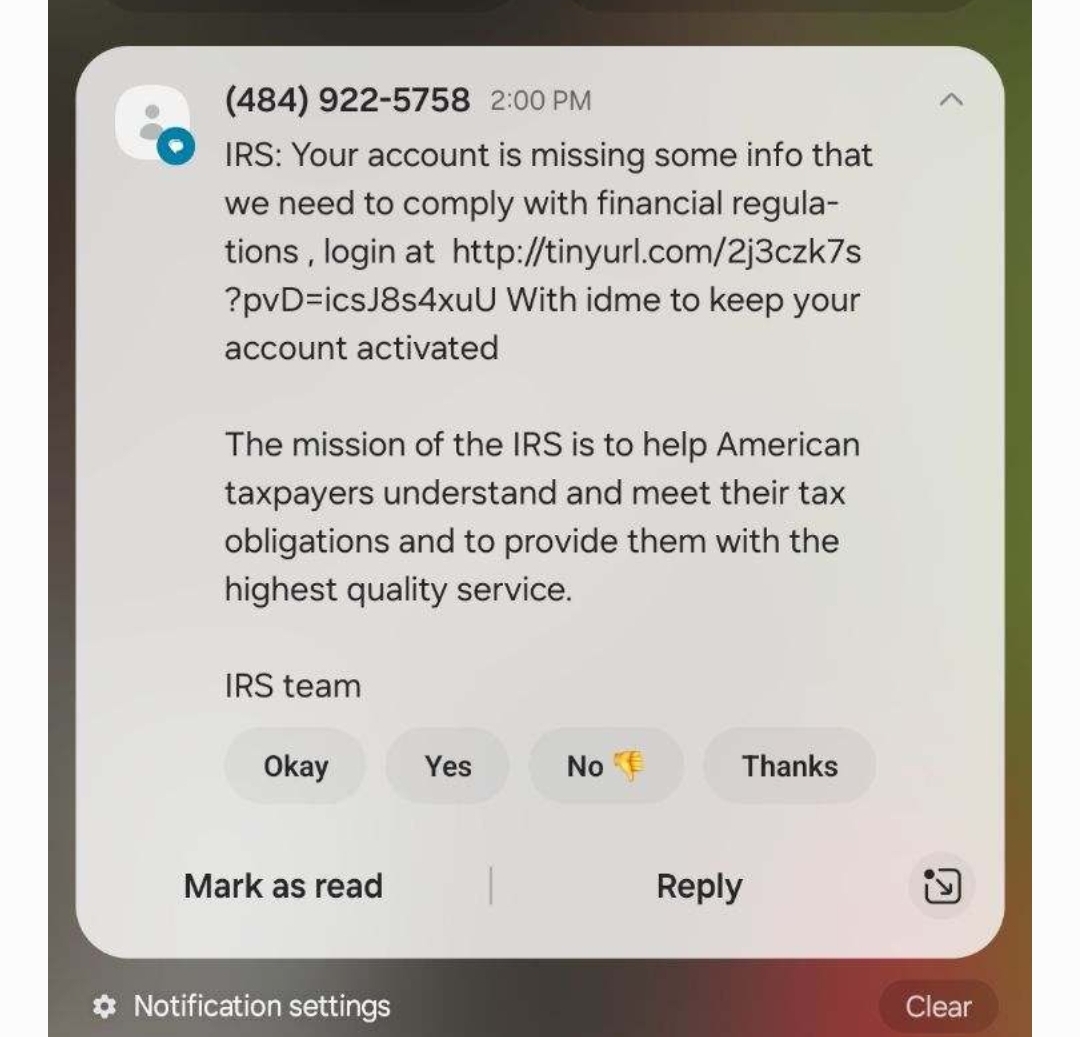 (484) 922-5758 2:00 PM
IRS: Your account is missing some info that
we need to comply with financial regula-
tions , login at  http://tinyurl.com/2j3czk7s
?pvD=icsJ8s4xuU With idme to keep your
account activated
The mission of the IRS is to help American
taxpayers understand and meet their tax
obligations and to provide them with the
highest quality service.
IRS team
Okay Yes No 👎 Thanks
Mark as read Reply
Notification settings Clear